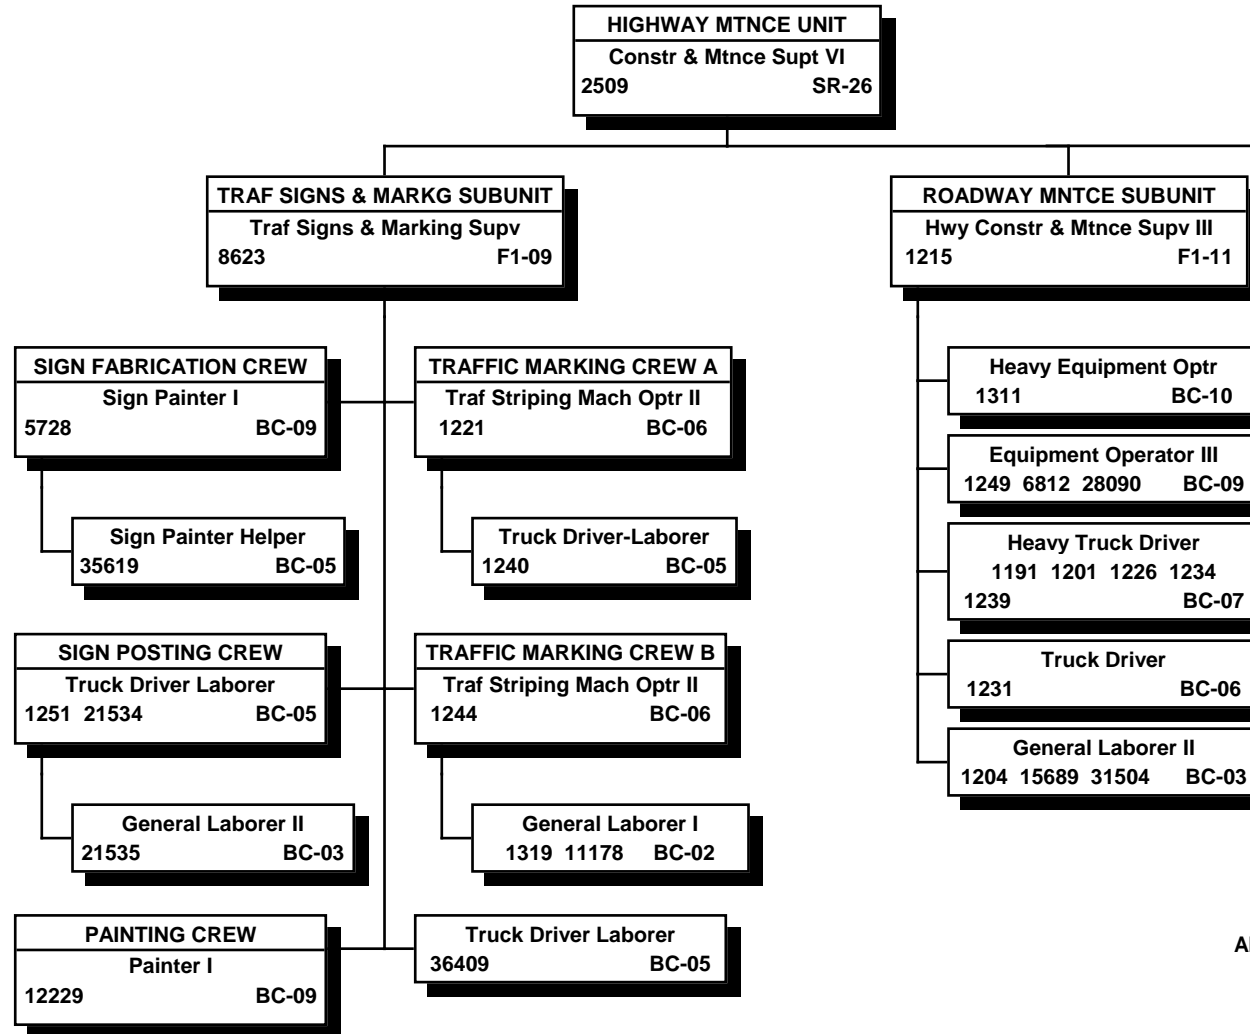 HIGHWAY MTNCE UNIT
Constr & Mtnce Supt VI
2509 SR-26
TRAF SIGNS & MARKG SUBUNIT
Traf Signs & Marking Supv
8623 F1-09
ROADWAY MNTCE SUBUNIT
Hwy Constr & Mtnce Supv III
1215 F1-11
SIGN FABRICATION CREW
Sign Painter I
5728 BC-09
Sign Painter Helper
35619 BC-05
SIGN POSTING CREW
Truck Driver Laborer
1251 21534 BC-05
General Laborer II
21535 BC-03
PAINTING CREW
Painter I
12229 BC-09
TRAFFIC MARKING CREW A
Traf Striping Mach Optr II
1221 BC-06
Truck Driver-Laborer
1240 BC-05
TRAFFIC MARKING CREW B
Traf Striping Mach Optr II
1244 BC-06
General Laborer I
1319 11178 BC-02
Truck Driver Laborer
36409 BC-05
Heavy Equipment Optr
1311 BC-10
Equipment Operator III
1249 6812 28090 BC-09
Heavy Truck Driver
1191 1201 1226 1234
1239 BC-07
Truck Driver
1231 BC-06
General Laborer II
1204 15689 31504 BC-03